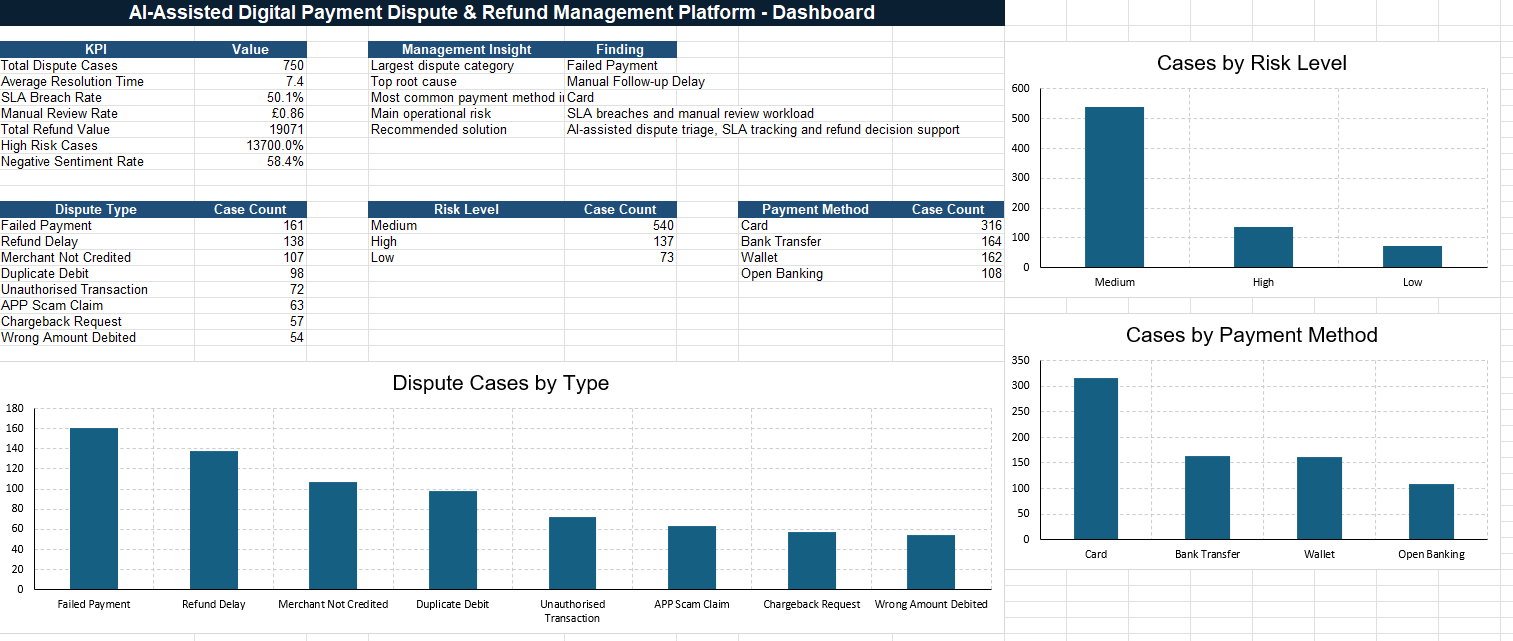 AI-Assisted Digital Payment Dispute & Refund Management Platform - Dashboard
KPI Value
Total Dispute Cases 750
Average Resolution Time 7.4
SLA Breach Rate 50.1%
Manual Review Rate £0.86
Total Refund Value 19071
High Risk Cases 13700.0%
Negative Sentiment Rate 58.4%
Management Insight Finding
Largest dispute category Failed Payment
Top root cause Manual Follow-up Delay
Most common payment method i Card
Main operational risk SLA breaches and manual review workload
Recommended solution AI-assisted dispute triage, SLA tracking and refund decision support
Dispute Type Case Count
Failed Payment 161
Refund Delay 138
Merchant Not Credited 107
Duplicate Debit 98
Unauthorised Transaction 72
APP Scam Claim 63
Chargeback Request 57
Wrong Amount Debited 54
Risk Level Case Count
Medium 540
High 137
Low 73
Payment Method Case Count
Card 316
Bank Transfer 164
Wallet 162
Open Banking 108
Cases by Risk Level
600
500
400
300
200
100
0
Medium High Low
Cases by Payment Method
350
300
250
200
150
100
50
0
Card Bank Transfer Wallet Open Banking
Dispute Cases by Type
180
160
140
120
100
80
60
40
20
0
Failed Payment Refund Delay Merchant Not Credited Duplicate Debit Unauthorised Transaction APP Scam Claim Chargeback Request Wrong Amount Debited